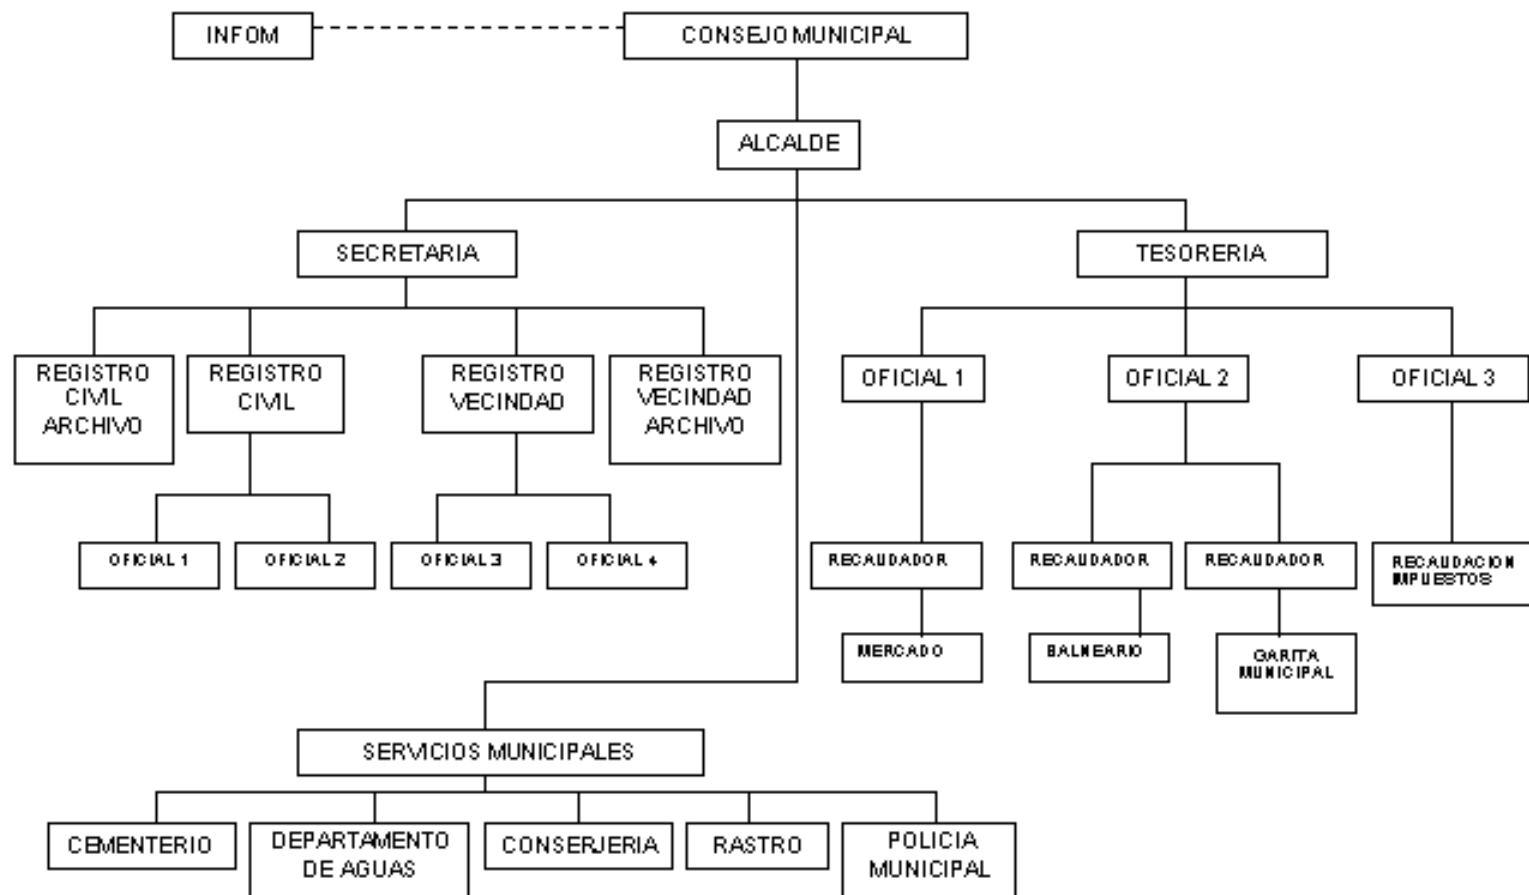 INFOM
CONSEJO MUNICIPAL
ALCALDE
SECRETARIA
TESORERIA
REGISTRO
CIVIL
ARCHIVO
REGISTRO
CIVIL
REGISTRO
VECINDAD
REGISTRO
VECINDAD
ARCHIVO
OFICIAL 1
OFICIAL 2
OFICIAL 3
OFICIAL 1
OFICIAL 2
OFICIAL 3
OFICIAL 4
RECAUDADOR
RECAUDADOR
RECAUDADOR
RECAUDACION
IMPUESTOS
MERCADO
BALNEARIO
GARITA
MUNICIPAL
SERVICIOS MUNICIPALES
CEMENTERIO
DEPARTAMENTO
DE AGUAS
CONSERJERIA
RASTRO
POLICIA
MUNICIPAL